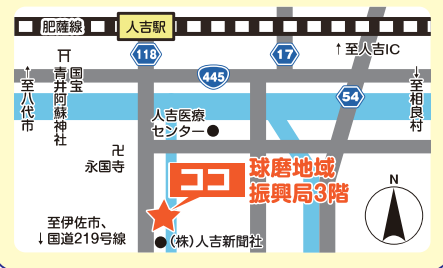 肥薩線
人吉駅
118
17
↑至人吉IC
445
54
↑至八代市
国宝
青井阿蘇神社
↓至相良村
人吉医療
センター
卍
永国寺
ココ
球磨地域
振興局3階
至伊佐市、
↓国道219号線
(株)人吉新聞社
N